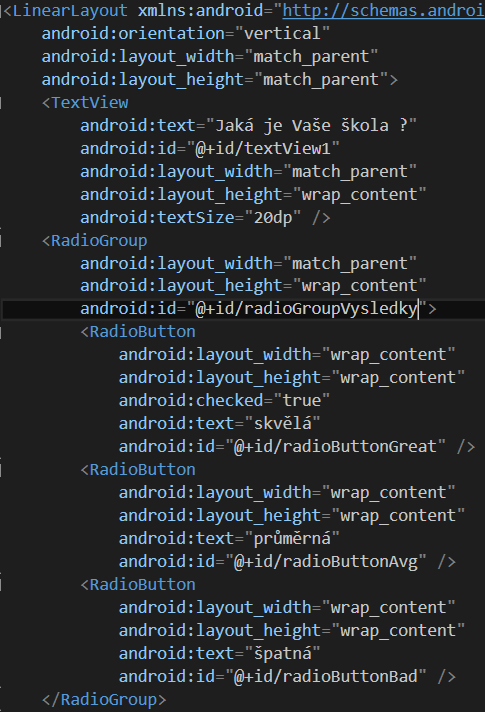 <LinearLayout xmlns:android="http://schemas.androi
android:orientation="vertical"
android:layout_width="match_parent"
android:layout_height="match_parent">
<TextView
android:text="Jaká je Vaše škola ?"
android:id="@+id/textView1"
android:layout_width="match_parent"
android:layout_height="wrap_content"
android:textSize="20dp" />
<RadioGroup
android:layout_width="match_parent"
android:layout_height="wrap_content"
android:id="@+id/radioGroupVysledky">
<RadioButton
android:layout_width="wrap_content"
android:layout_height="wrap_content"
android:checked="true"
android:text="skvělá"
android:id="@+id/radioButtonGreat" />
<RadioButton
android:layout_width="wrap_content"
android:layout_height="wrap_content"
android:text="průměrná"
android:id="@+id/radioButtonAvg" />
<RadioButton
android:layout_width="wrap_content"
android:layout_height="wrap_content"
android:text="špatná"
android:id="@+id/radioButtonBad" />
</RadioGroup>